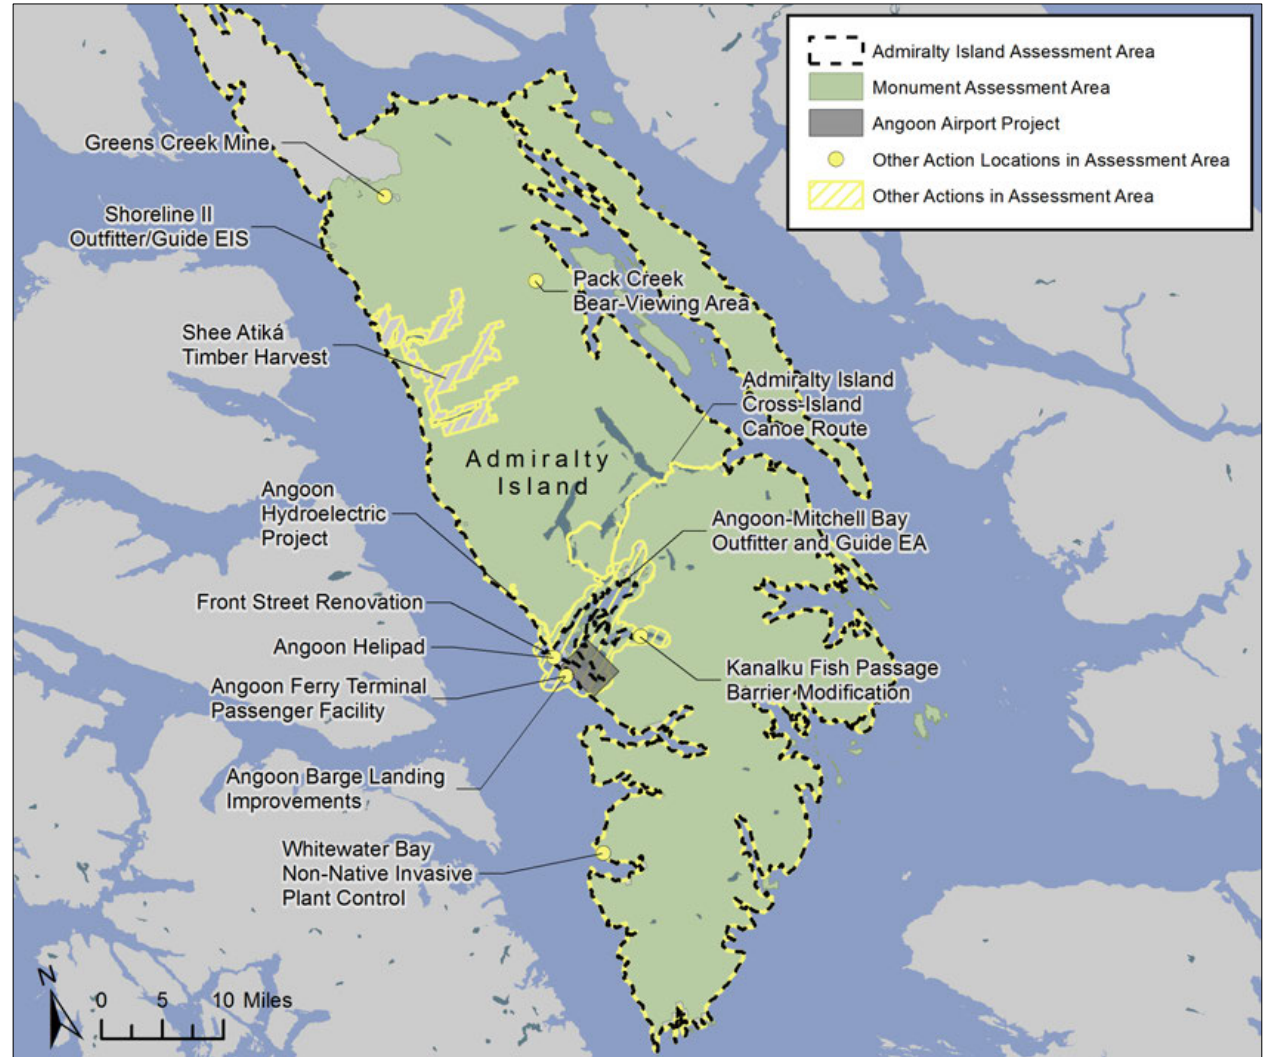 Admiralty Island Assessment Area
Monument Assessment Area
Angoon Airport Project
Other Action Locations in Assessment Area
Other Actions in Assessment Area
Greens Creek Mine
Shoreline II
Outfitter/Guide EIS
Pack Creek
Bear-Viewing Area
Shee Atiká
Timber Harvest
Admiralty Island
Cross-Island
Canoe Route
Admiralty
Island
Angoon
Hydroelectric
Project
Angoon-Mitchell Bay
Outfitter and Guide EA
Front Street Renovation
Angoon Helipad
Kanalku Fish Passage
Barrier Modification
Angoon Ferry Terminal
Passenger Facility
Angoon Barge Landing
Improvements
Whitewater Bay
Non-Native Invasive
Plant Control
N
0 5 10 Miles